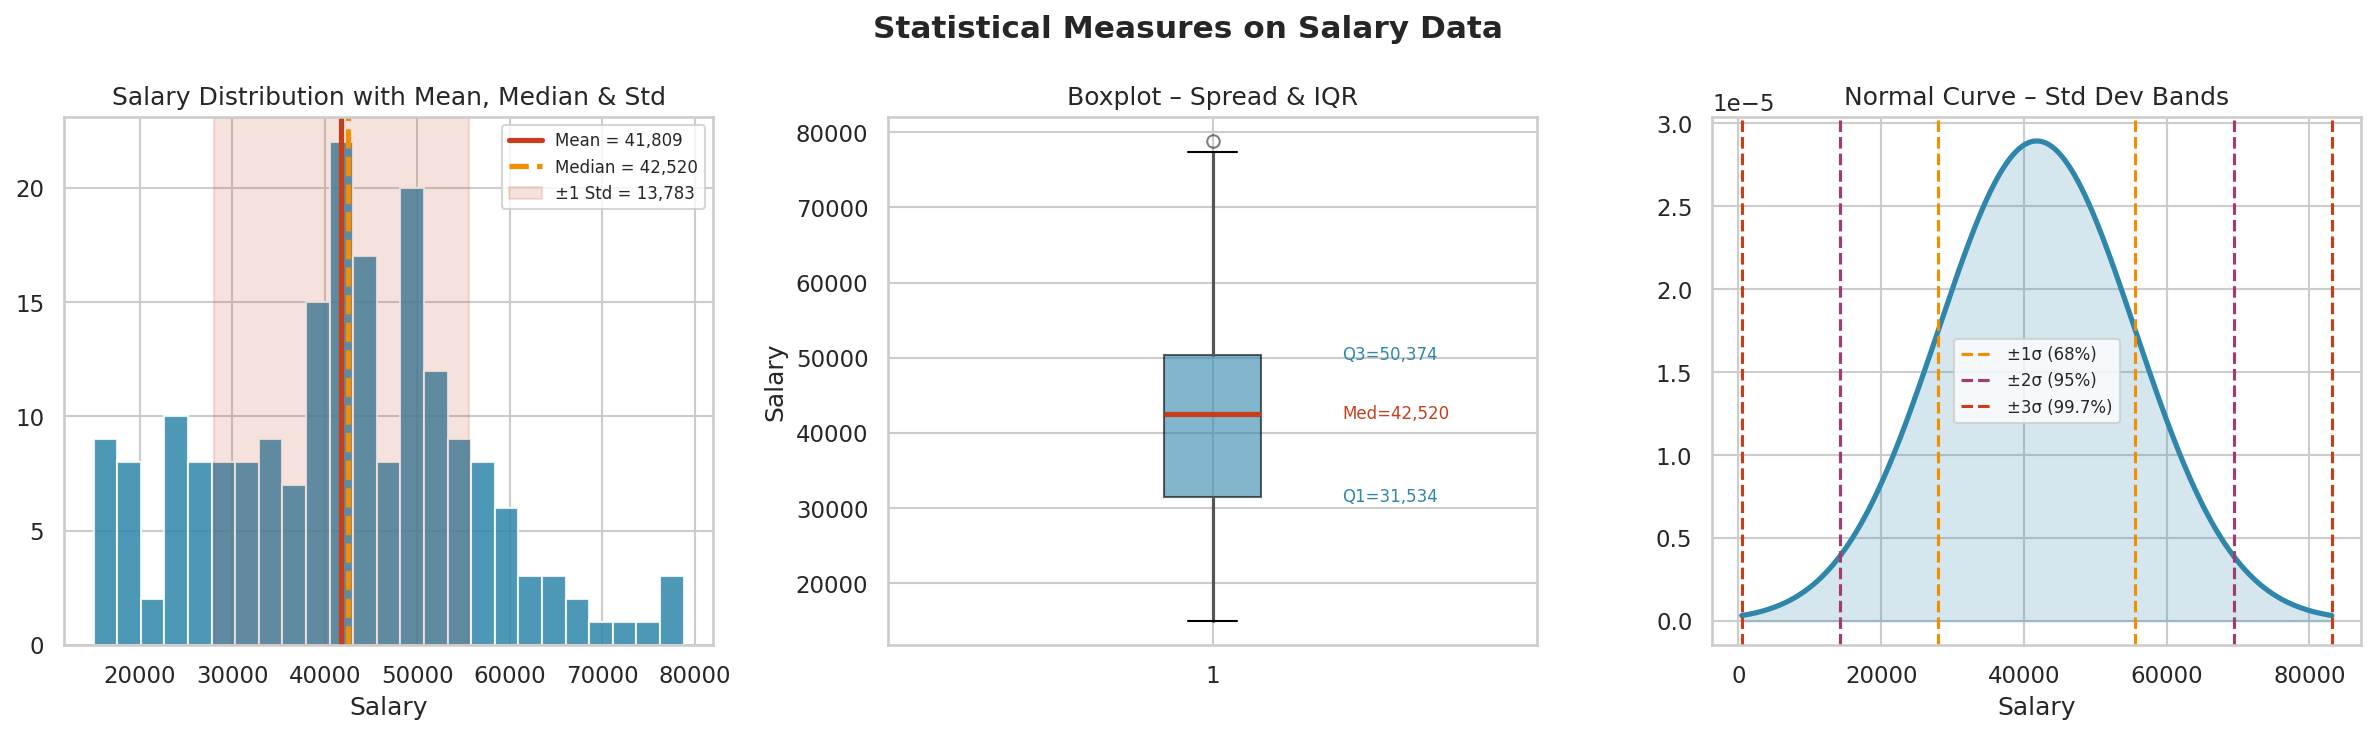 Statistical Measures on Salary Data
Salary Distribution with Mean, Median & Std
Mean = 41,809
Median = 42,520
±1 Std = 13,783
20
15
10
5
0
20000 30000 40000 50000 60000 70000 80000
Salary
Boxplot – Spread & IQR
Salary
80000
70000
60000
50000
40000
30000
20000
Q3=50,374
Med=42,520
Q1=31,534
1
Normal Curve – Std Dev Bands
1e−5
3.0
2.5
2.0
1.5
1.0
0.5
0.0
±1σ (68%)
±2σ (95%)
±3σ (99.7%)
0 20000 40000 60000 80000
Salary